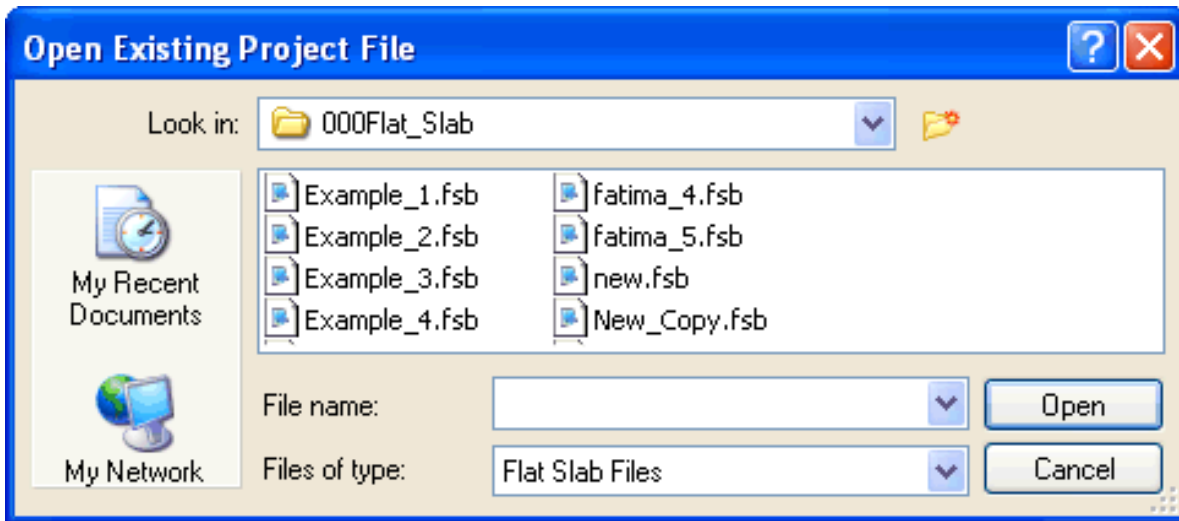 Open Existing Project File
Look in: 000Flat_Slab
Example_1.fsb
Example_2.fsb
Example_3.fsb
Example_4.fsb
fatima_4.fsb
fatima_5.fsb
new.fsb
New_Copy.fsb
My Recent
Documents
My Network
File name:
Open
Files of type: Flat Slab Files
Cancel